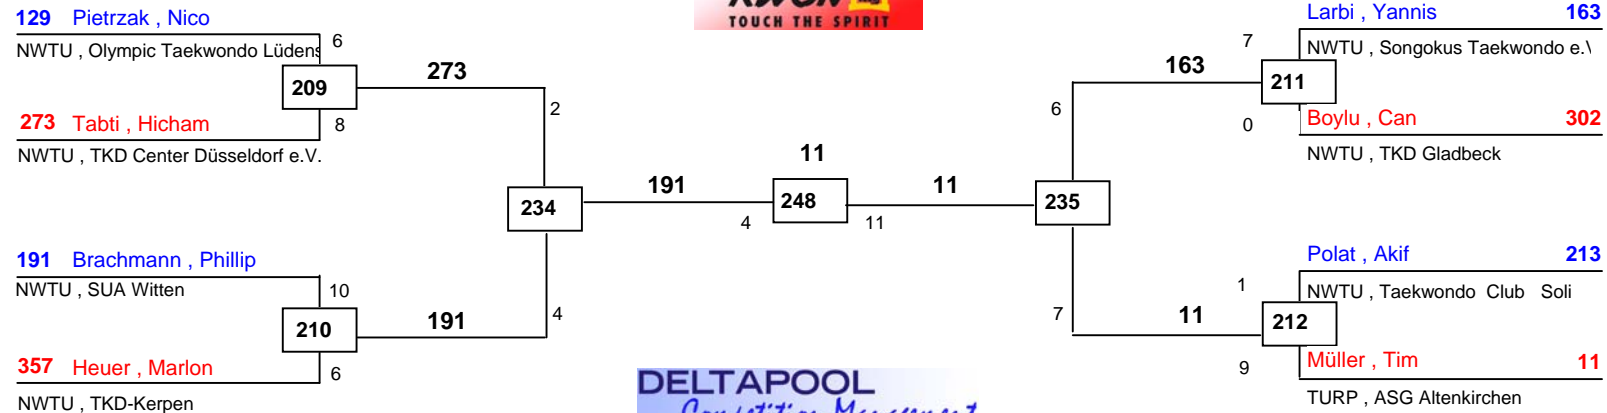 129 Pietrzak , Nico
NWTU , Olympic Taekwondo Lüdens
6
209
273
273 Tabti , Hicham
8
NWTU , TKD Center Düsseldorf e.V.
2
234
191
191 Brachmann , Phillip
NWTU , SUA Witten
10
210
191
4
357 Heuer , Marlon
6
NWTU , TKD-Kerpen
TOUCH THE SPIRIT
11
248
4
11
DELTAPOOL
Larbi , Yannis 163
7
NWTU , Songokus Taekwondo e.V
163
211
6
0
Boylu , Can 302
NWTU , TKD Gladbeck
11
235
Polat , Akif 213
1
NWTU , Taekwondo Club Soli
7
11
212
9
Müller , Tim 11
TURP , ASG Altenkirchen